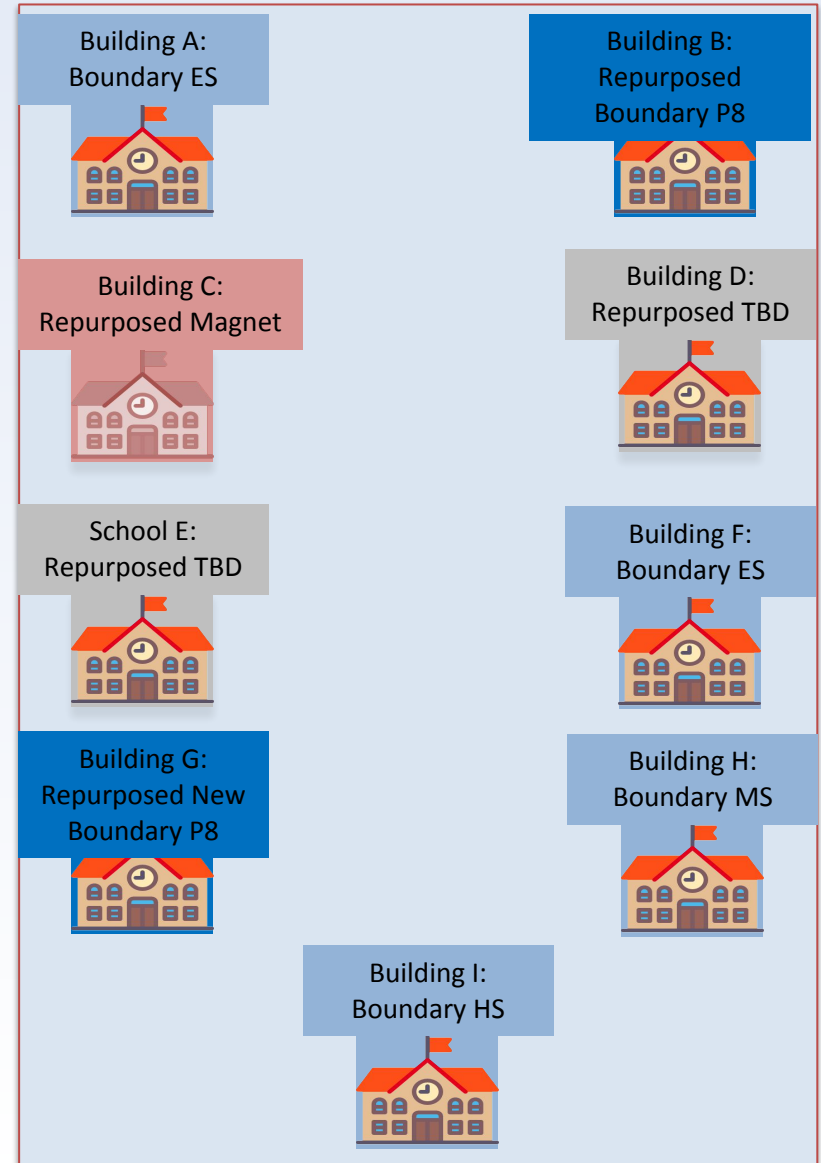 Building A:
Boundary ES
Building B:
Repurposed
Boundary P8
Building C:
Repurposed Magnet
Building D:
Repurposed TBD
School E:
Repurposed TBD
Building F:
Boundary ES
Building G:
Repurposed New
Boundary P8
Building H:
Boundary MS
Building I:
Boundary HS